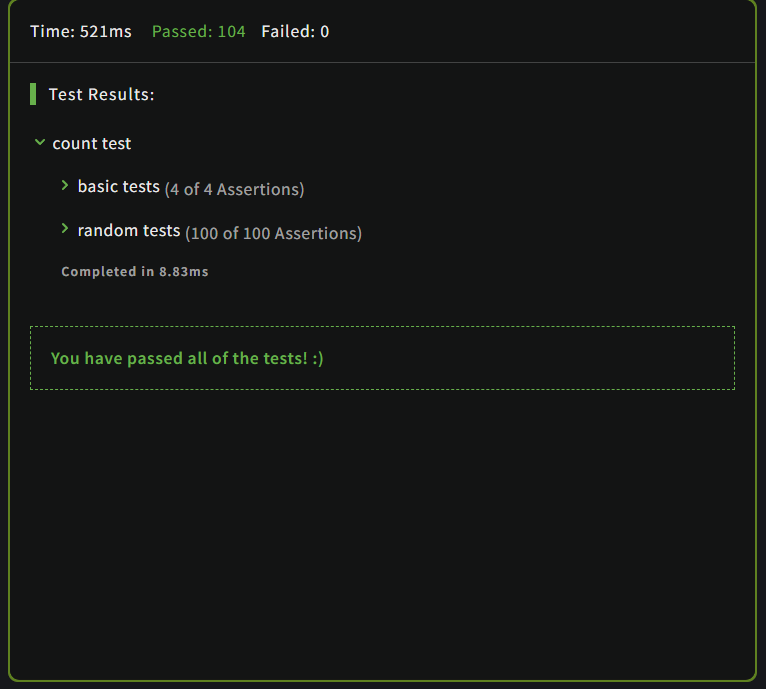 Time: 521ms Passed: 104 Failed: 0
Test Results:
count test
basic tests (4 of 4 Assertions)
random tests (100 of 100 Assertions)
Completed in 8.83ms
You have passed all of the tests! :)